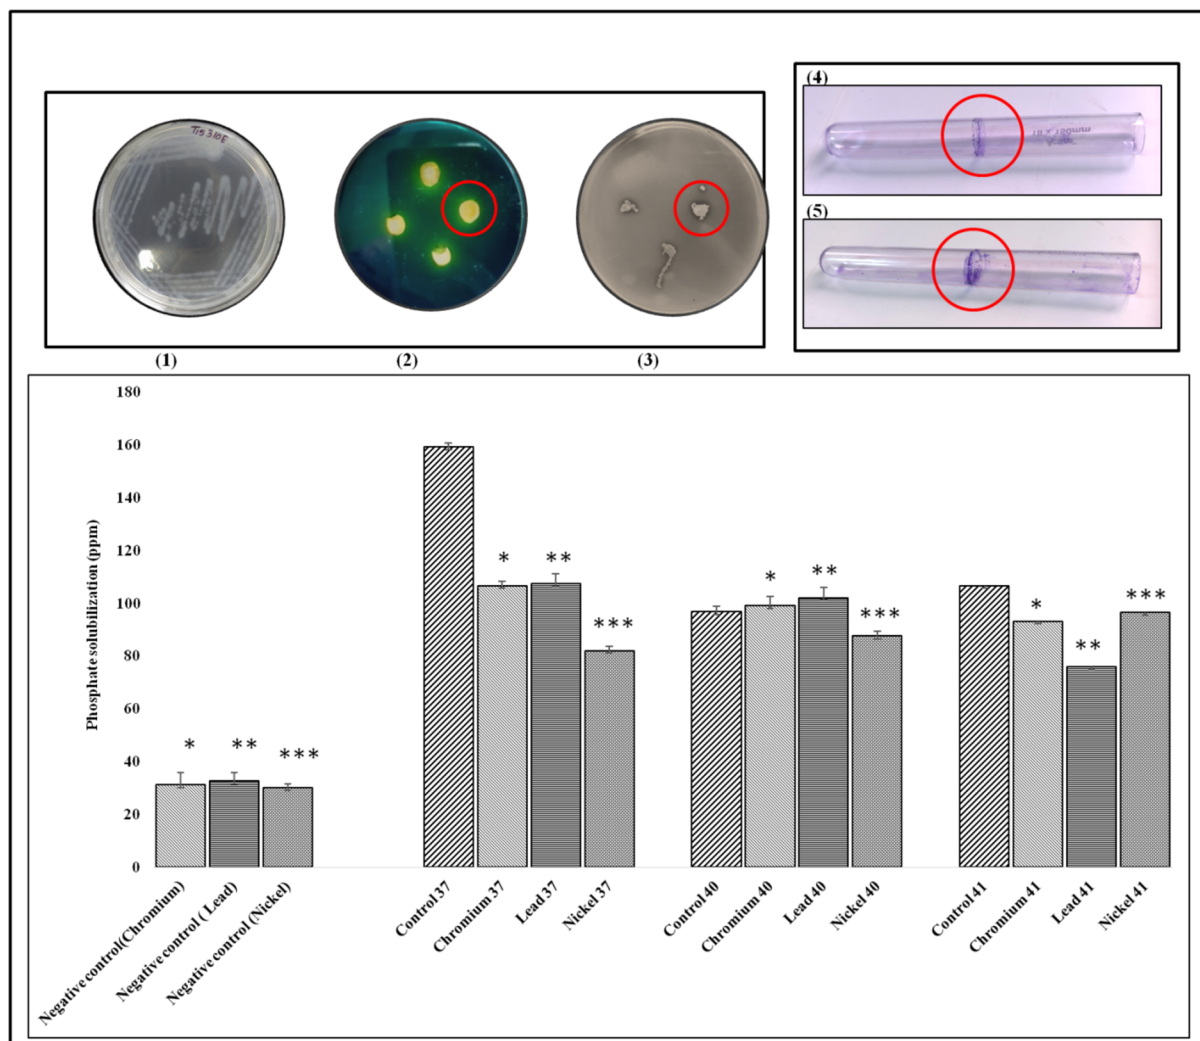 (4)
(5)
(1)
(2)
(3)
Phosphate solubilization (ppm)
180
160
140
120
100
80
60
40
20
0
*
**
***
*
**
***
*
**
***
*
**
***
Negative control(Chromium)
Negative control ( Lead)
Negative control (Nickel)
Control 37
Chromium 37
Lead 37
Nickel 37
Control 40
Chromium 40
Lead 40
Nickel 40
Control 41
Chromium 41
Lead 41
Nickel 41